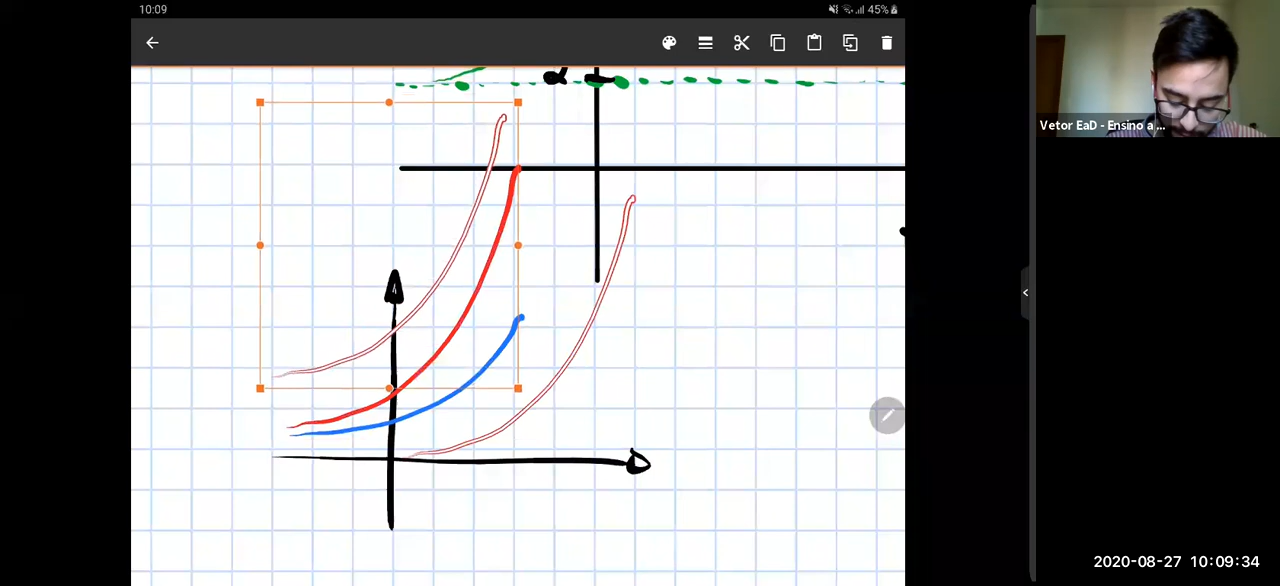 10:09
45%
Vetor EaD - Ensino a ...
2020-08-27 10:09:34